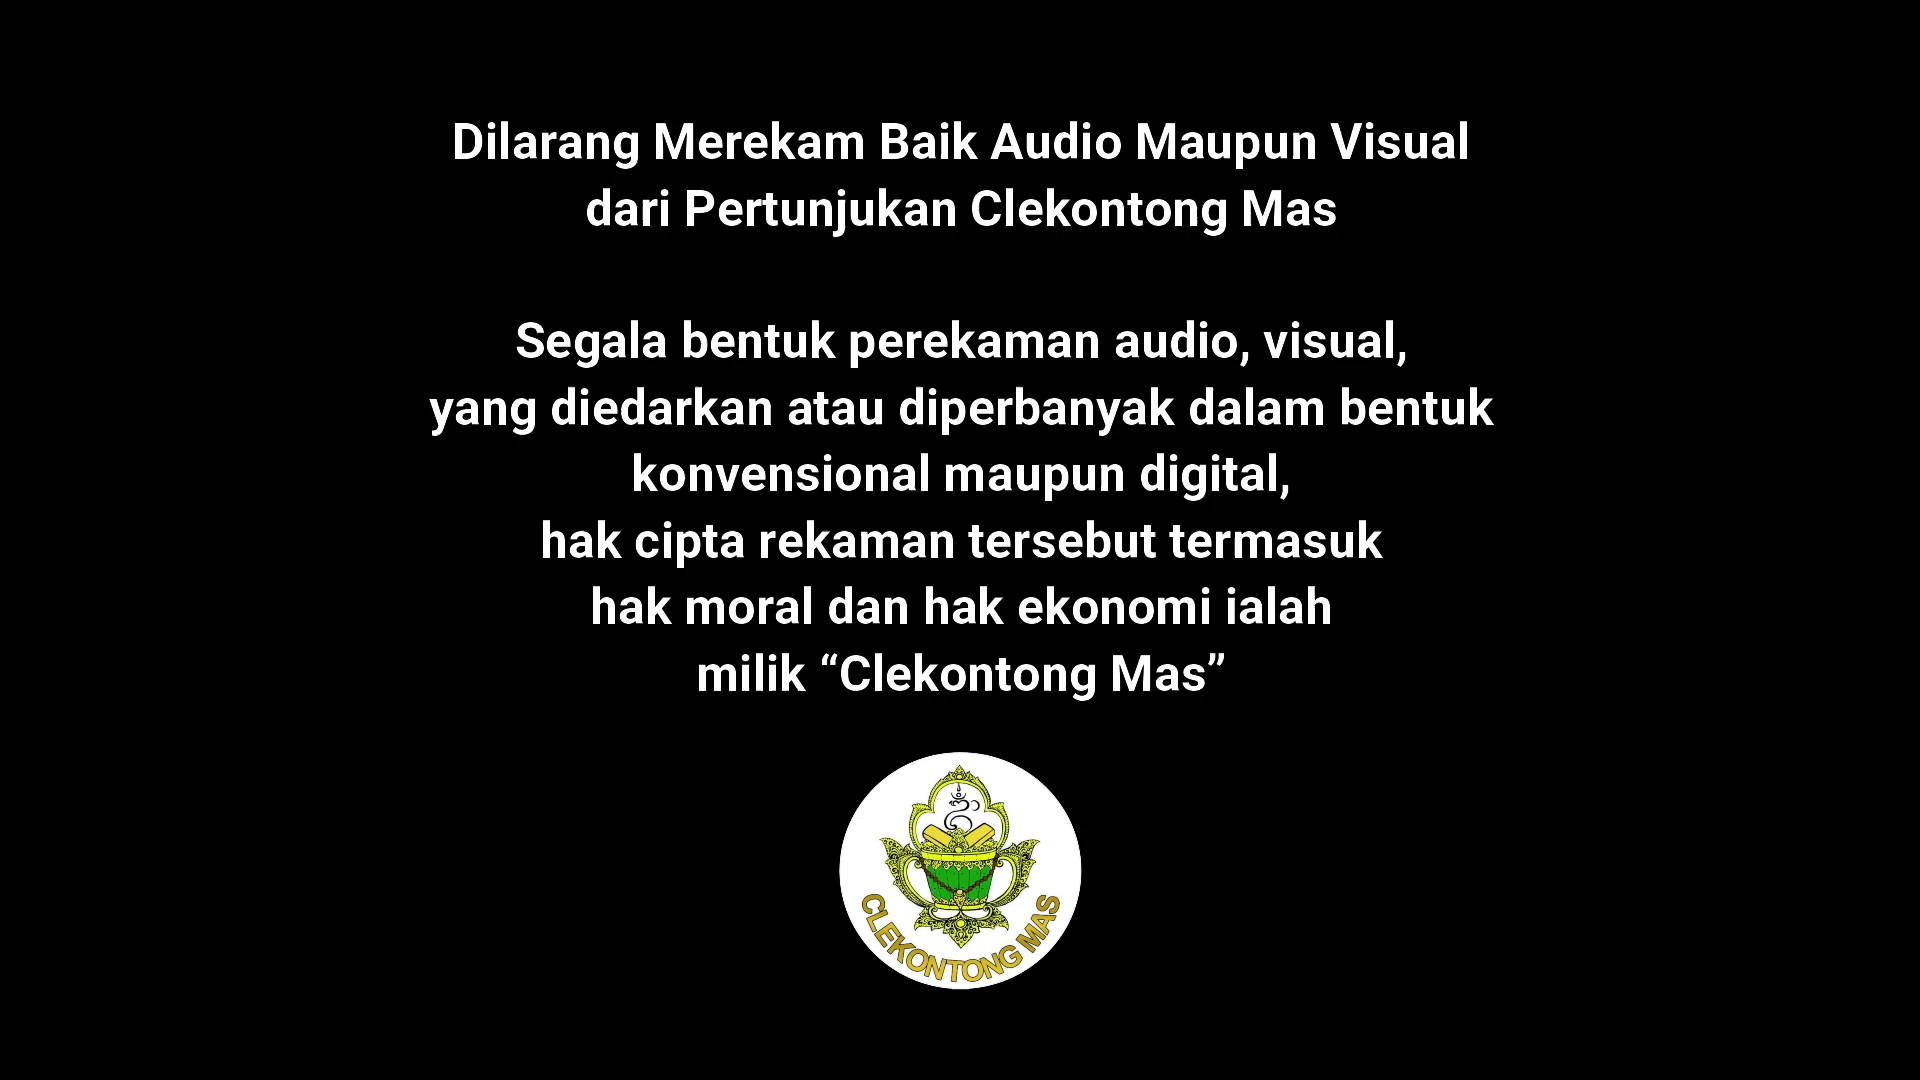 Dilarang Merekam Baik Audio Maupun Visual
dari Pertunjukan Clekontong Mas
Segala bentuk perekaman audio, visual,
yang diedarkan atau diperbanyak dalam bentuk
konvensional maupun digital,
hak cipta rekaman tersebut termasuk
hak moral dan hak ekonomi ialah
milik “Clekontong Mas”
CLEKONTONG MAS